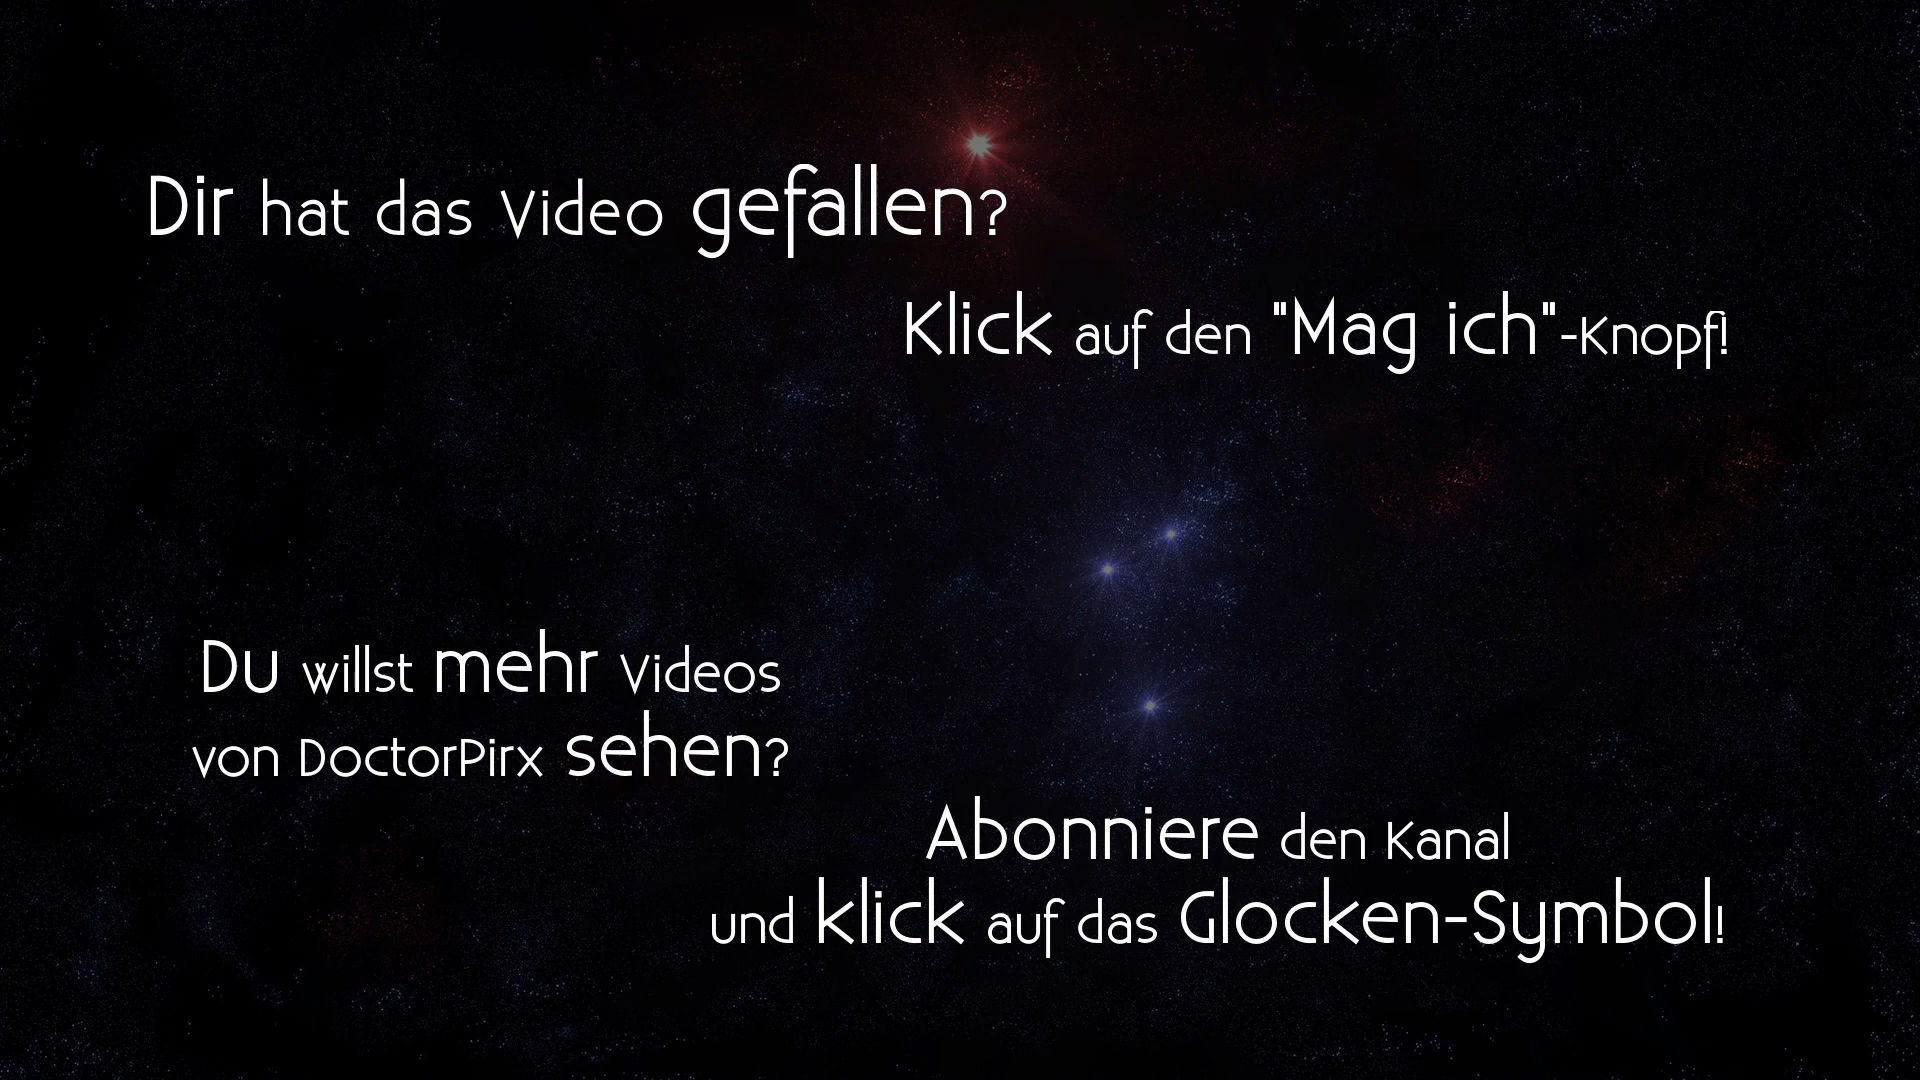 Dir hat das Video gefallen?
Klick auf den "Mag ich"-Knopf!
Du willst mehr Videos
von DoctorPirx sehen?
Abonniere den Kanal
und klick auf das Glocken-Symbol!